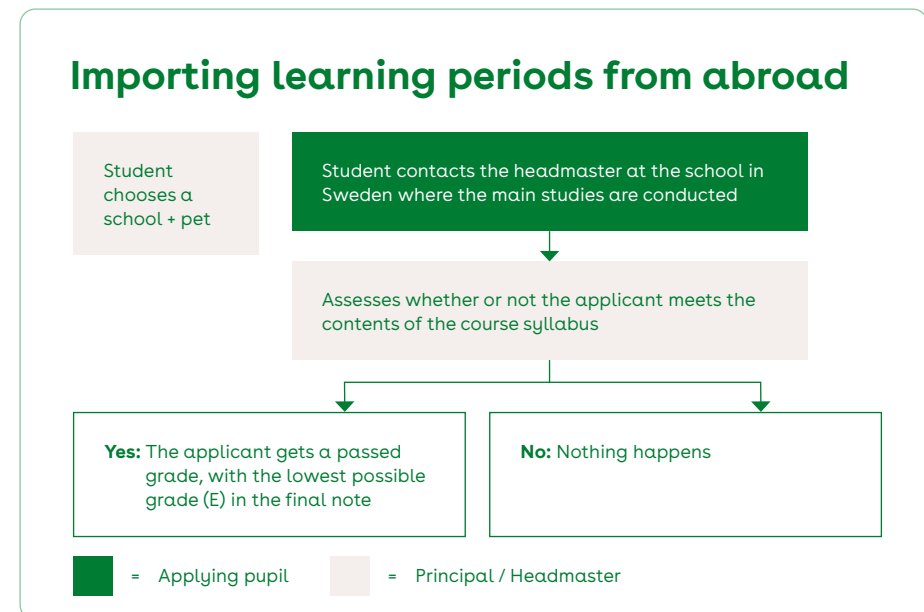 Importing learning periods from abroad
Student
chooses a
school + pet
Student contacts the headmaster at the school in
Sweden where the main studies are conducted
Assesses whether or not the applicant meets the
contents of the course syllabus
Yes: The applicant gets a passed
grade, with the lowest possible
grade (E) in the final note
No: Nothing happens
= Applying pupil
= Principal / Headmaster